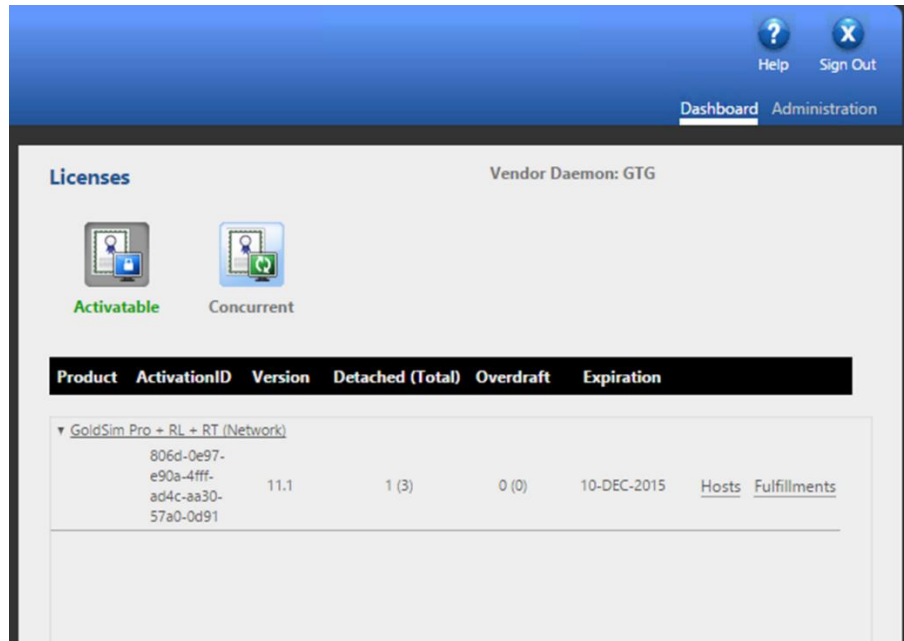 Help Sign Out
Dashboard Administration
Licenses Vendor Daemon: GTG
Activatable Concurrent
Product ActivationID Version Detached (Total) Overdraft Expiration
▾ GoldSim Pro + RL + RT (Network)
806d-0e97-
e90a-4fff-
ad4c-aa30-
57a0-0d91
11.1 1 (3) 0 (0) 10-DEC-2015 Hosts Fulfillments